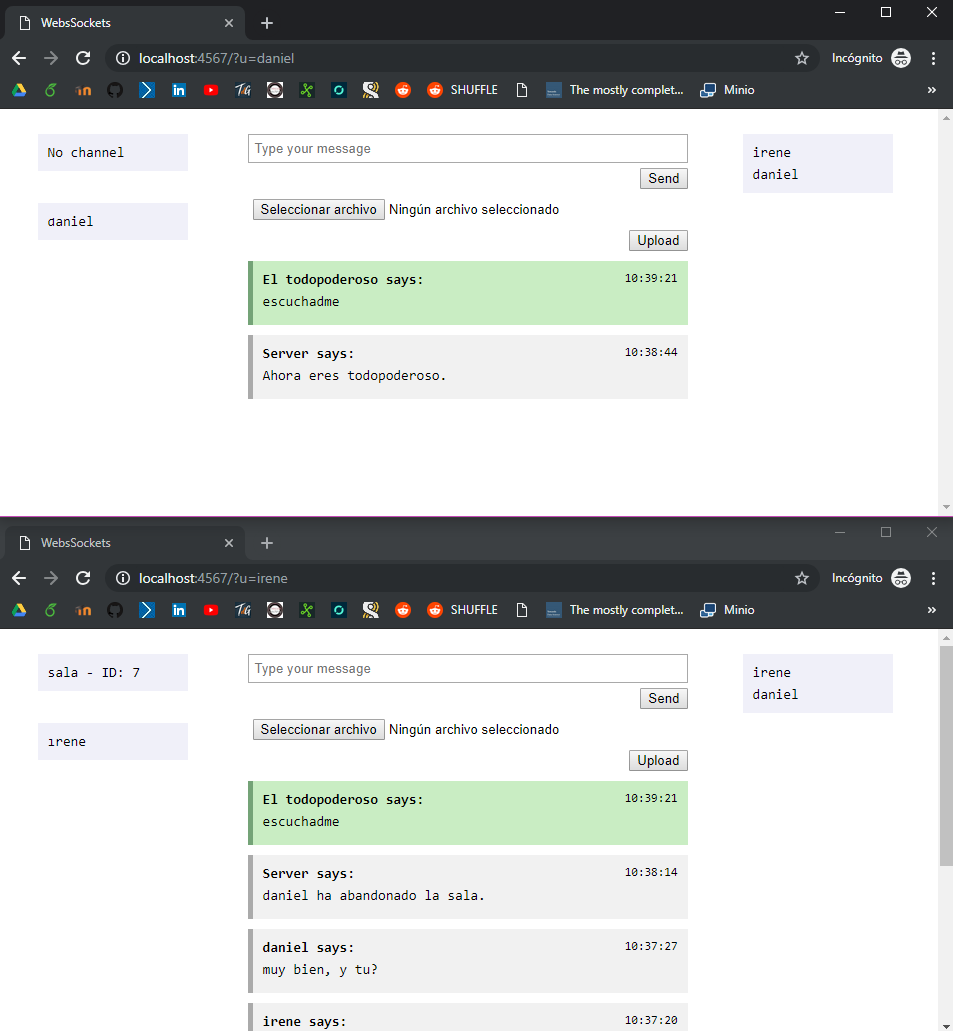 WebsSockets
localhost:4567/?u=daniel
Incógnito
SHUFFLE
The mostly complet...
Minio
»
No channel
daniel
Type your message
Send
Seleccionar archivo Ningún archivo seleccionado
Upload
El todopoderoso says: 10:39:21
escuchadme
Server says: 10:38:44
Ahora eres todopoderoso.
irene
daniel
WebsSockets
localhost:4567/?u=irene
Incógnito
SHUFFLE
The mostly complet...
Minio
»
sala - ID: 7
irene
Type your message
Send
Seleccionar archivo Ningún archivo seleccionado
Upload
El todopoderoso says: 10:39:21
escuchadme
Server says: 10:38:14
daniel ha abandonado la sala.
daniel says: 10:37:27
muy bien, y tu?
irene says: 10:37:20
irene
daniel